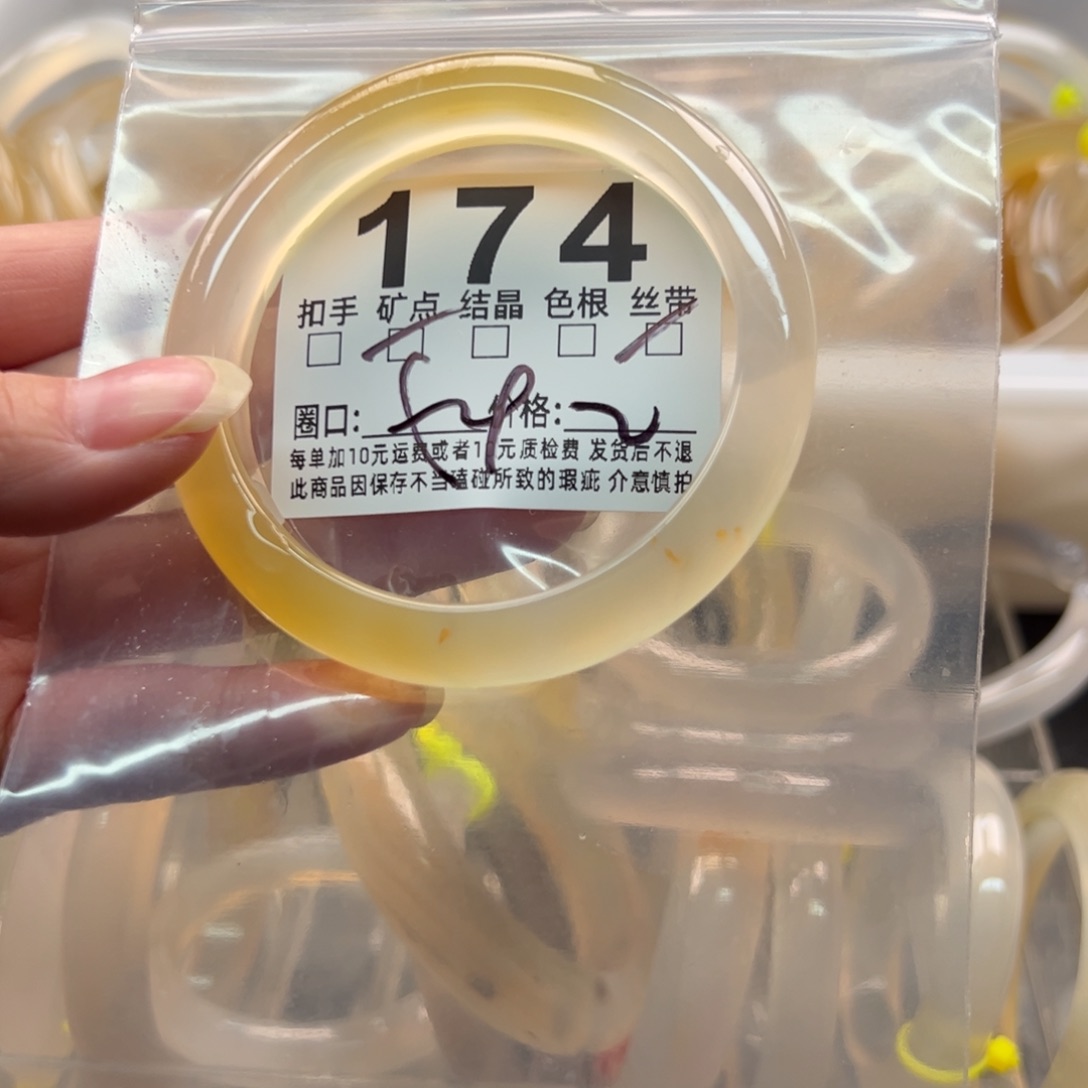 174
扣手 矿点 结晶 色根 丝带
圈口: 价格:
每单加10元运费或者10元质检费 发货后不退
此商品因保存不当磕碰所致的瑕疵 介意慎拍